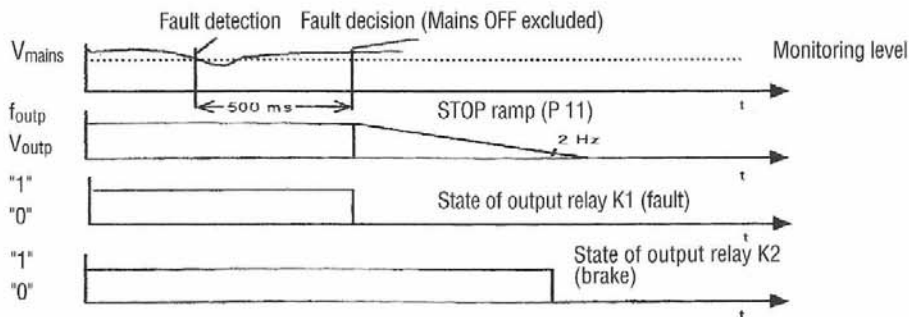 Fault detection Fault decision (Mains OFF excluded)
Vmains Monitoring level
500 ms t
foutp STOP ramp (P 11)
Voutp 2 Hz
t
"1"
State of output relay K1 (fault)
"0"
t
"1" State of output relay K2
(brake)
"0"
t